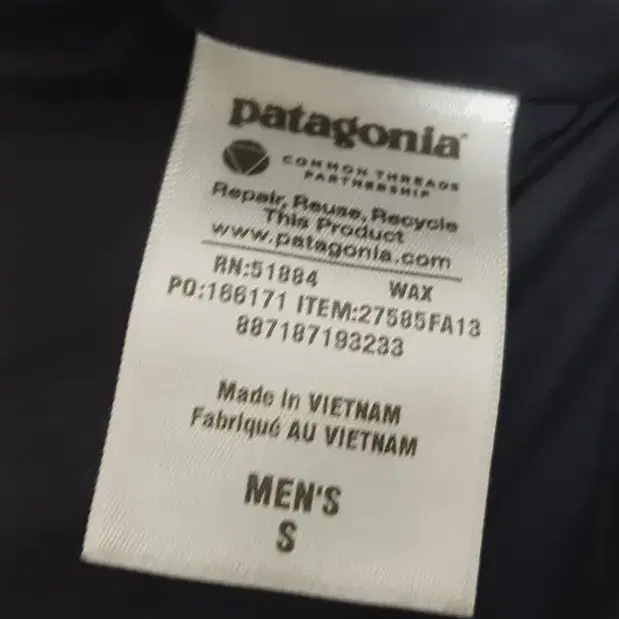 patagonia
COMMON THREADS
PARTNERSHIP
Repair, Reuse, Recycle
This Product
www.patagonia.com
RN:51884 WAX
PO:166171 ITEM:27585FA13
887187193233
Made in VIETNAM
Fabriqué AU VIETNAM
MEN'S
S